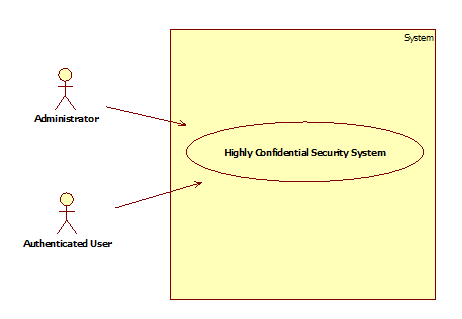 System
Administrator
Highly Confidential Security System
Authenticated User